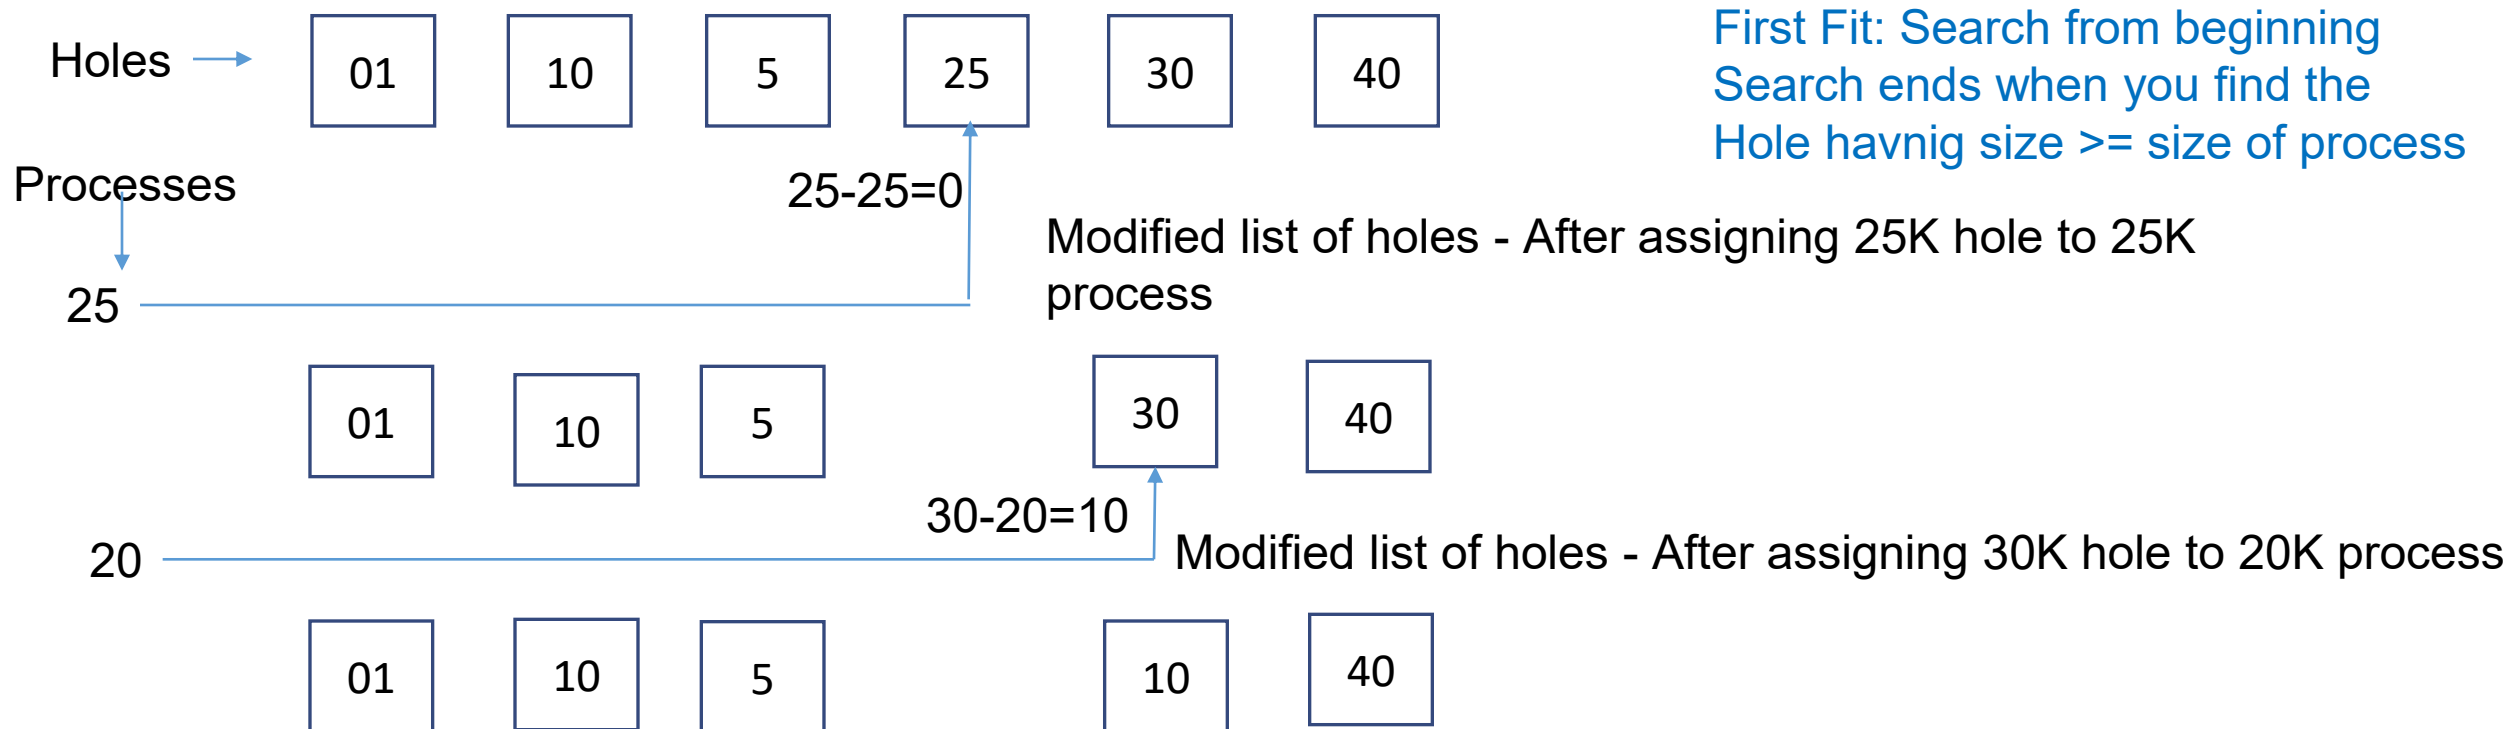 Holes
01 10 5 25 30 40
First Fit: Search from beginning
Search ends when you find the
Hole havnig size >= size of process
Processes
25-25=0
Modified list of holes - After assigning 25K hole to 25K
process
25
01 10 5 30 40
30-20=10
20
Modified list of holes - After assigning 30K hole to 20K process
01 10 5 10 40